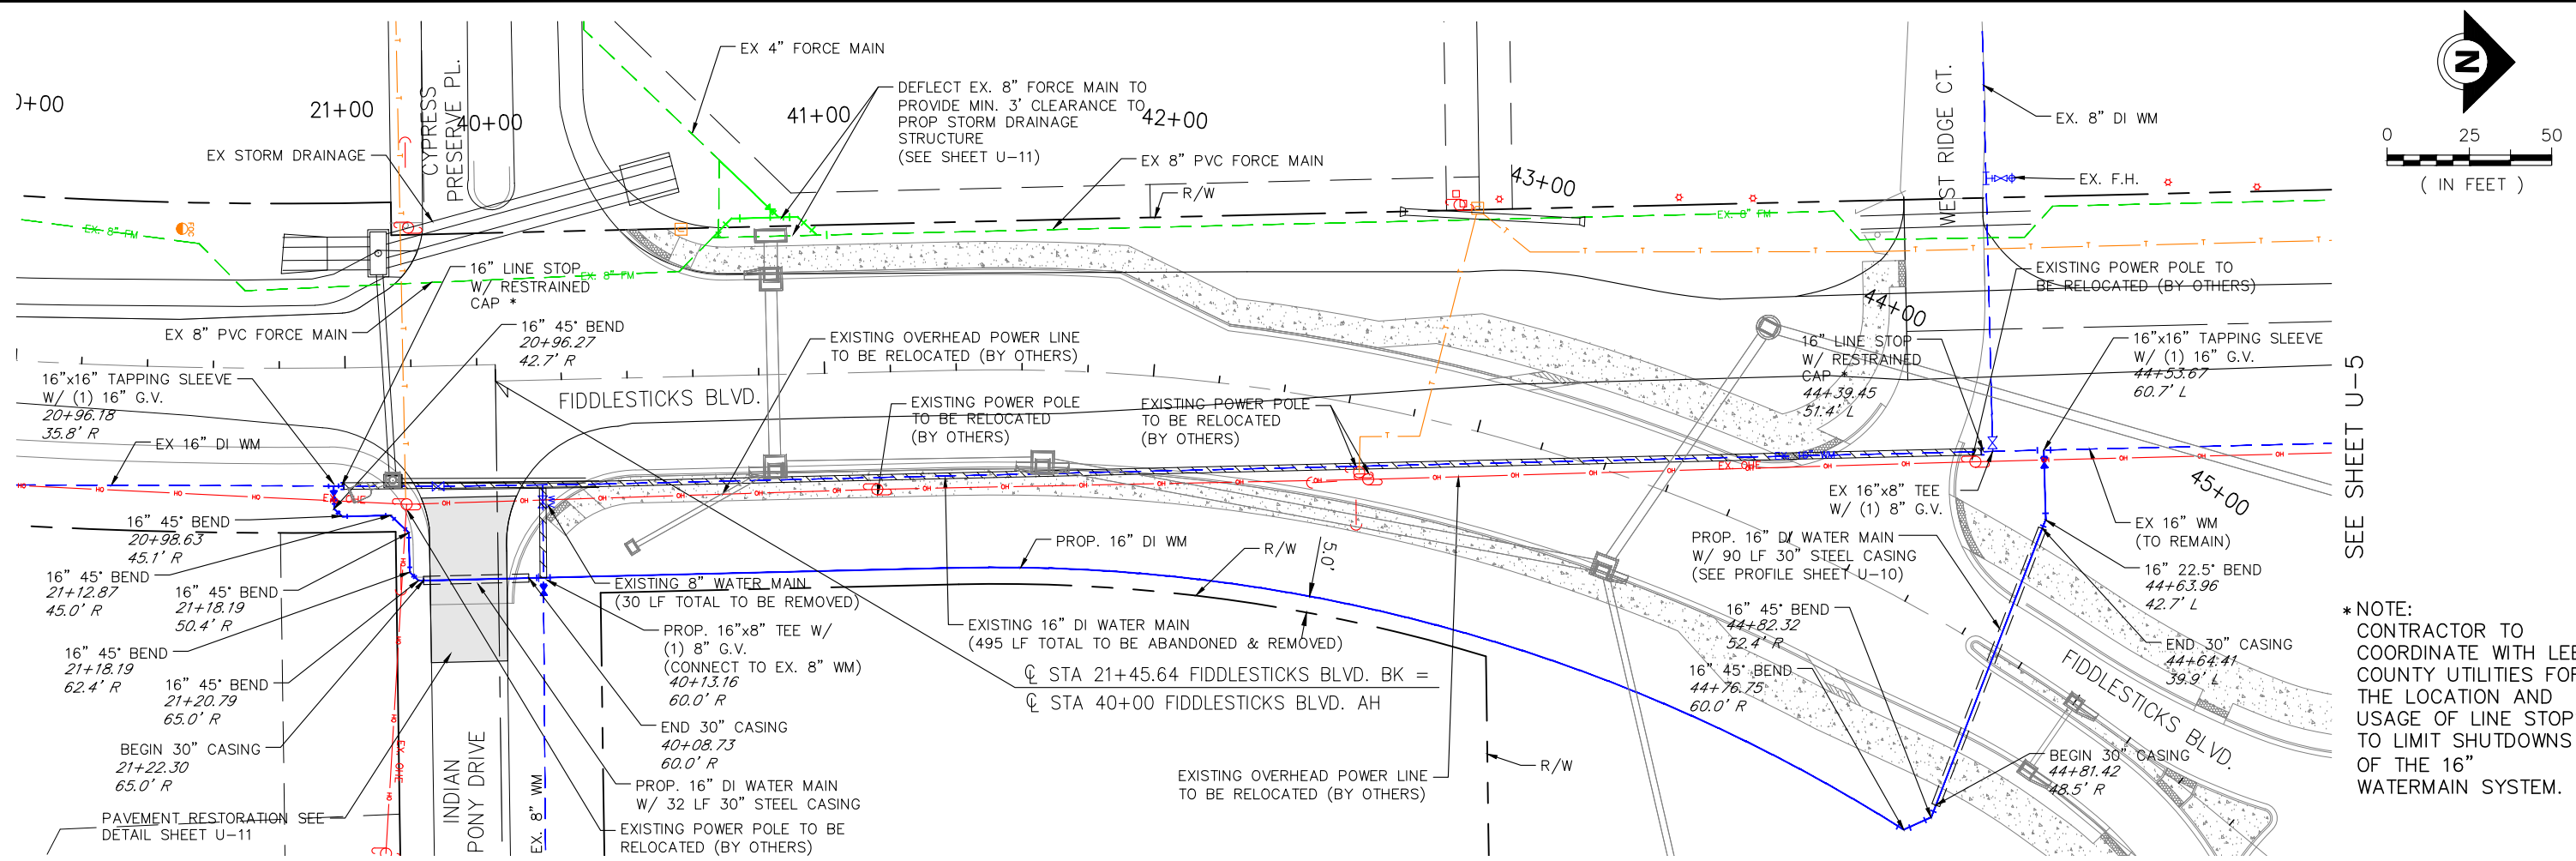 EX 4" FORCE MAIN
DEFLECT EX. 8" FORCE MAIN TO
PROVIDE MIN. 3' CLEARANCE TO
PROP STORM DRAINAGE
STRUCTURE
(SEE SHEET U-11)
21+00
40+00
41+00
42+00
43+00
44+00
45+00
CYPRESS
PRESERVE PL.
WEST RIDGE CT.
N
0 25 50
( IN FEET )
EX. 8" DI WM
EX. F.H.
EX STORM DRAINAGE
EX 8" PVC FORCE MAIN
R/W
EX. 8" FM
EX. 8" FM
EX. 8" FM
16" LINE STOP
W/ RESTRAINED
CAP *
EX 8" PVC FORCE MAIN
16" 45° BEND
20+96.27
42.7' R
EXISTING OVERHEAD POWER LINE
TO BE RELOCATED (BY OTHERS)
EXISTING POWER POLE TO
BE RELOCATED (BY OTHERS)
16" LINE STOP
W/ RESTRAINED
CAP *
44+39.45
51.4' L
16"x16" TAPPING SLEEVE
W/ (1) 16" G.V.
44+53.67
60.7' L
16"x16" TAPPING SLEEVE
W/ (1) 16" G.V.
20+96.18
35.8' R
FIDDLESTICKS BLVD.
EXISTING POWER POLE
TO BE RELOCATED
(BY OTHERS)
EXISTING POWER POLE
TO BE RELOCATED
(BY OTHERS)
EX 16" DI WM
EX 16"x8" TEE
W/ (1) 8" G.V.
EX 16" WM
(TO REMAIN)
SEE SHEET U-5
16" 45° BEND
20+98.63
45.1' R
16" 45° BEND
21+12.87
45.0' R
16" 45° BEND
21+18.19
50.4' R
16" 45° BEND
21+18.19
62.4' R
16" 45° BEND
21+20.79
65.0' R
BEGIN 30" CASING
21+22.30
65.0' R
PAVEMENT RESTORATION SEE
DETAIL SHEET U-11
INDIAN
PONY DRIVE
EX. 8" WM
EXISTING 8" WATER MAIN
(30 LF TOTAL TO BE REMOVED)
PROP. 16"x8" TEE W/
(1) 8" G.V.
(CONNECT TO EX. 8" WM)
40+13.16
60.0' R
END 30" CASING
40+08.73
60.0' R
PROP. 16" DI WATER MAIN
W/ 32 LF 30" STEEL CASING
EXISTING POWER POLE TO BE
RELOCATED (BY OTHERS)
PROP. 16" DI WM
R/W
5.0'
EXISTING 16" DI WATER MAIN
(495 LF TOTAL TO BE ABANDONED & REMOVED)
℄ STA 21+45.64 FIDDLESTICKS BLVD. BK =
℄ STA 40+00 FIDDLESTICKS BLVD. AH
EXISTING OVERHEAD POWER LINE
TO BE RELOCATED (BY OTHERS)
R/W
PROP. 16" DI WATER MAIN
W/ 90 LF 30" STEEL CASING
(SEE PROFILE SHEET U-10)
16" 45° BEND
44+82.32
52.4' R
16" 45° BEND
44+76.75
60.0' R
16" 22.5° BEND
44+63.96
42.7' L
END 30" CASING
44+64.41
39.9' L
FIDDLESTICKS BLVD.
BEGIN 30" CASING
44+81.42
48.5' R
* NOTE:
CONTRACTOR TO
COORDINATE WITH LEE
COUNTY UTILITIES FOR
THE LOCATION AND
USAGE OF LINE STOP
TO LIMIT SHUTDOWNS
OF THE 16"
WATERMAIN SYSTEM.